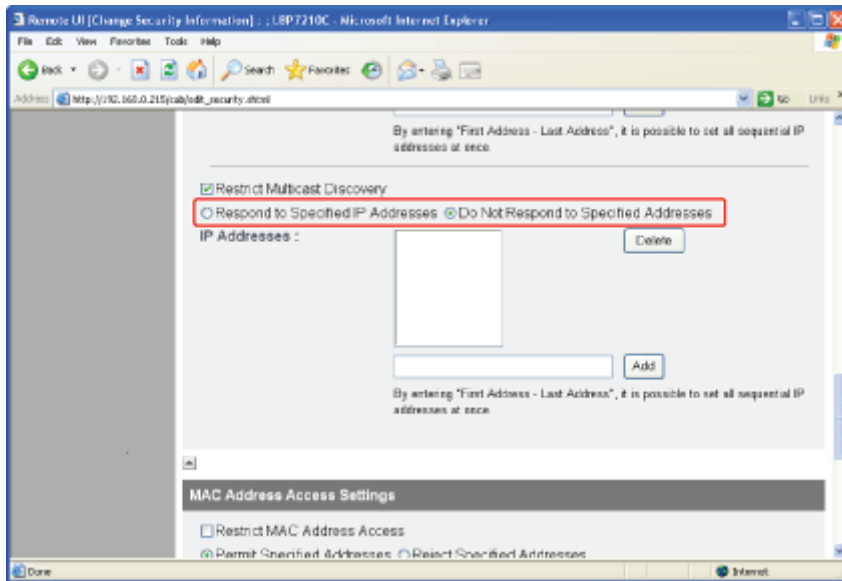 Remote UI [Change Security Information] : ; LBP7210C - Microsoft Internet Explorer
File Edit View Favorites Tools Help
Back Search Favorites
Address http://192.168.0.215/cab/edit_security.shtml Go Links »
By entering "First Address - Last Address", it is possible to set all sequential IP
addresses at once.
Restrict Multicast Discovery
Respond to Specified IP Addresses Do Not Respond to Specified Addresses
IP Addresses :
Delete
Add
By entering "First Address - Last Address", it is possible to set all sequential IP
addresses at once.
MAC Address Access Settings
Restrict MAC Address Access
Permit Specified Addresses Reject Specified Addresses
Done Internet